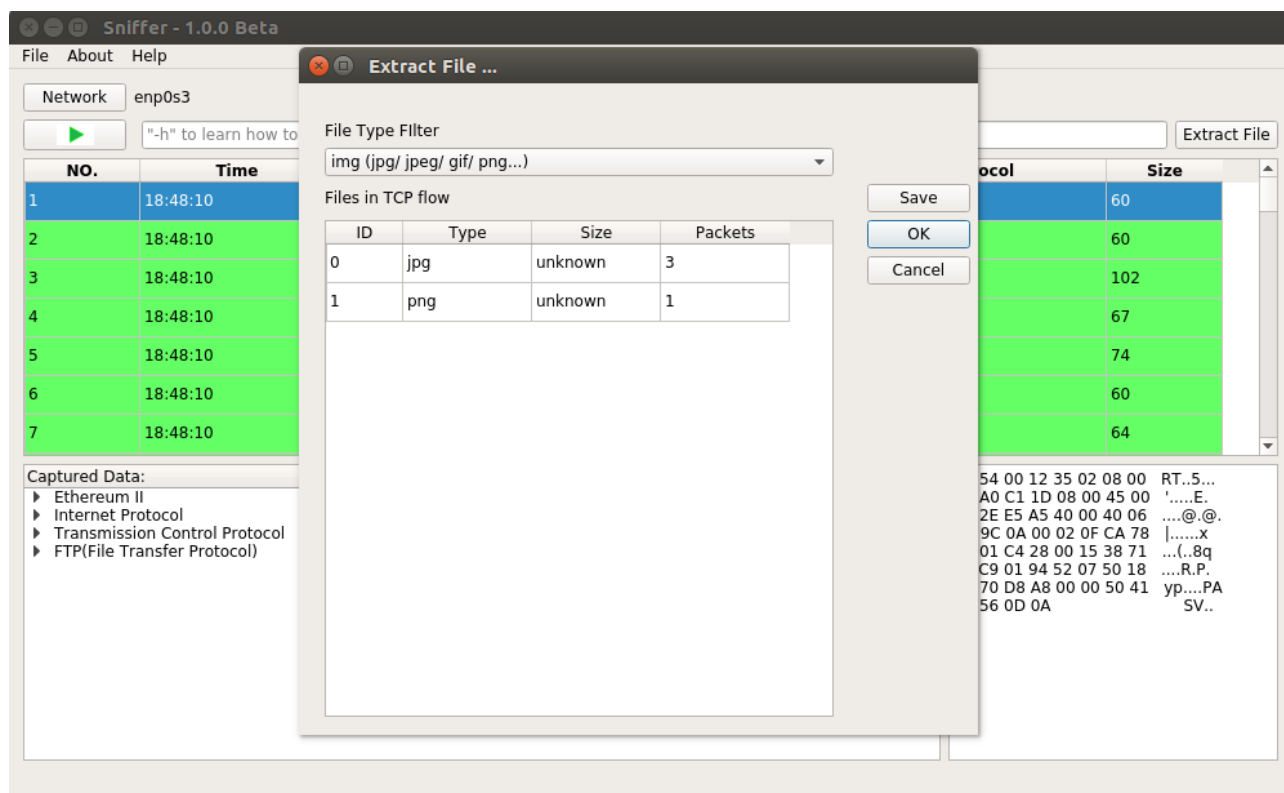 Sniffer - 1.0.0 Beta
File About Help
Network enp0s3
"-h" to learn how to
Extract File
NO. Time ocol Size
1 18:48:10 60
2 18:48:10 60
3 18:48:10 102
4 18:48:10 67
5 18:48:10 74
6 18:48:10 60
7 18:48:10 64
Extract File ...
File Type FIlter
img (jpg/ jpeg/ gif/ png...)
Files in TCP flow
ID Type Size Packets
0 jpg unknown 3
1 png unknown 1
Save
OK
Cancel
Captured Data:
Ethereum II
Internet Protocol
Transmission Control Protocol
FTP(File Transfer Protocol)
54 00 12 35 02 08 00 RT..5...
A0 C1 1D 08 00 45 00 '.....E.
2E E5 A5 40 00 40 06 ....@.@.
9C 0A 00 02 0F CA 78 |......x
01 C4 28 00 15 38 71 ...(..8q
C9 01 94 52 07 50 18 ....R.P.
70 D8 A8 00 00 50 41 yp....PA
56 0D 0A SV..